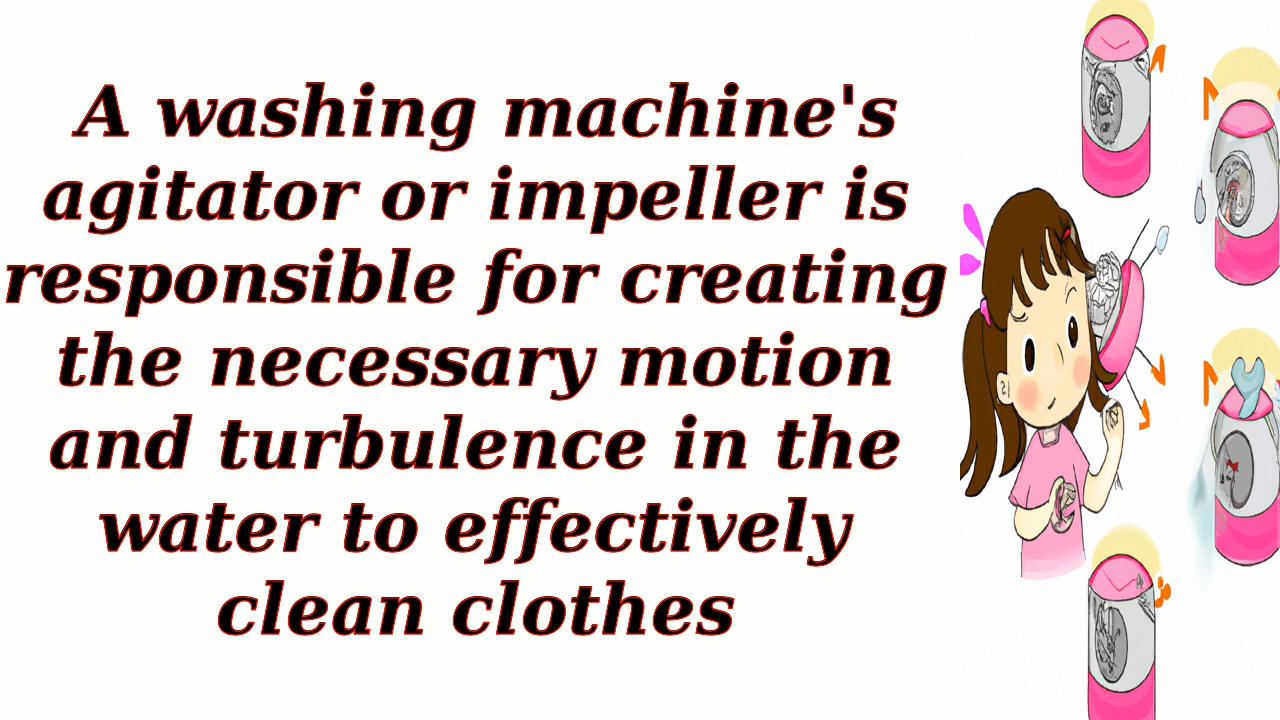 A washing machine's
agitator or impeller is
responsible for creating
the necessary motion
and turbulence in the
water to effectively
clean clothes